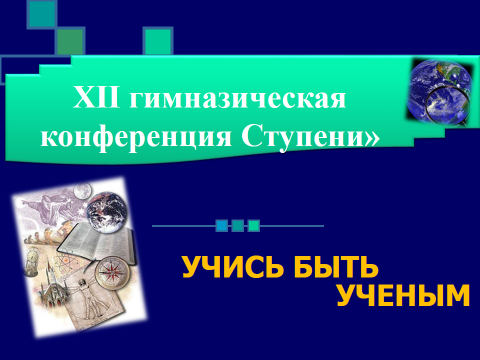 XII гимназическая
конференция Ступени»
УЧИСЬ БЫТЬ
УЧЕНЫМ